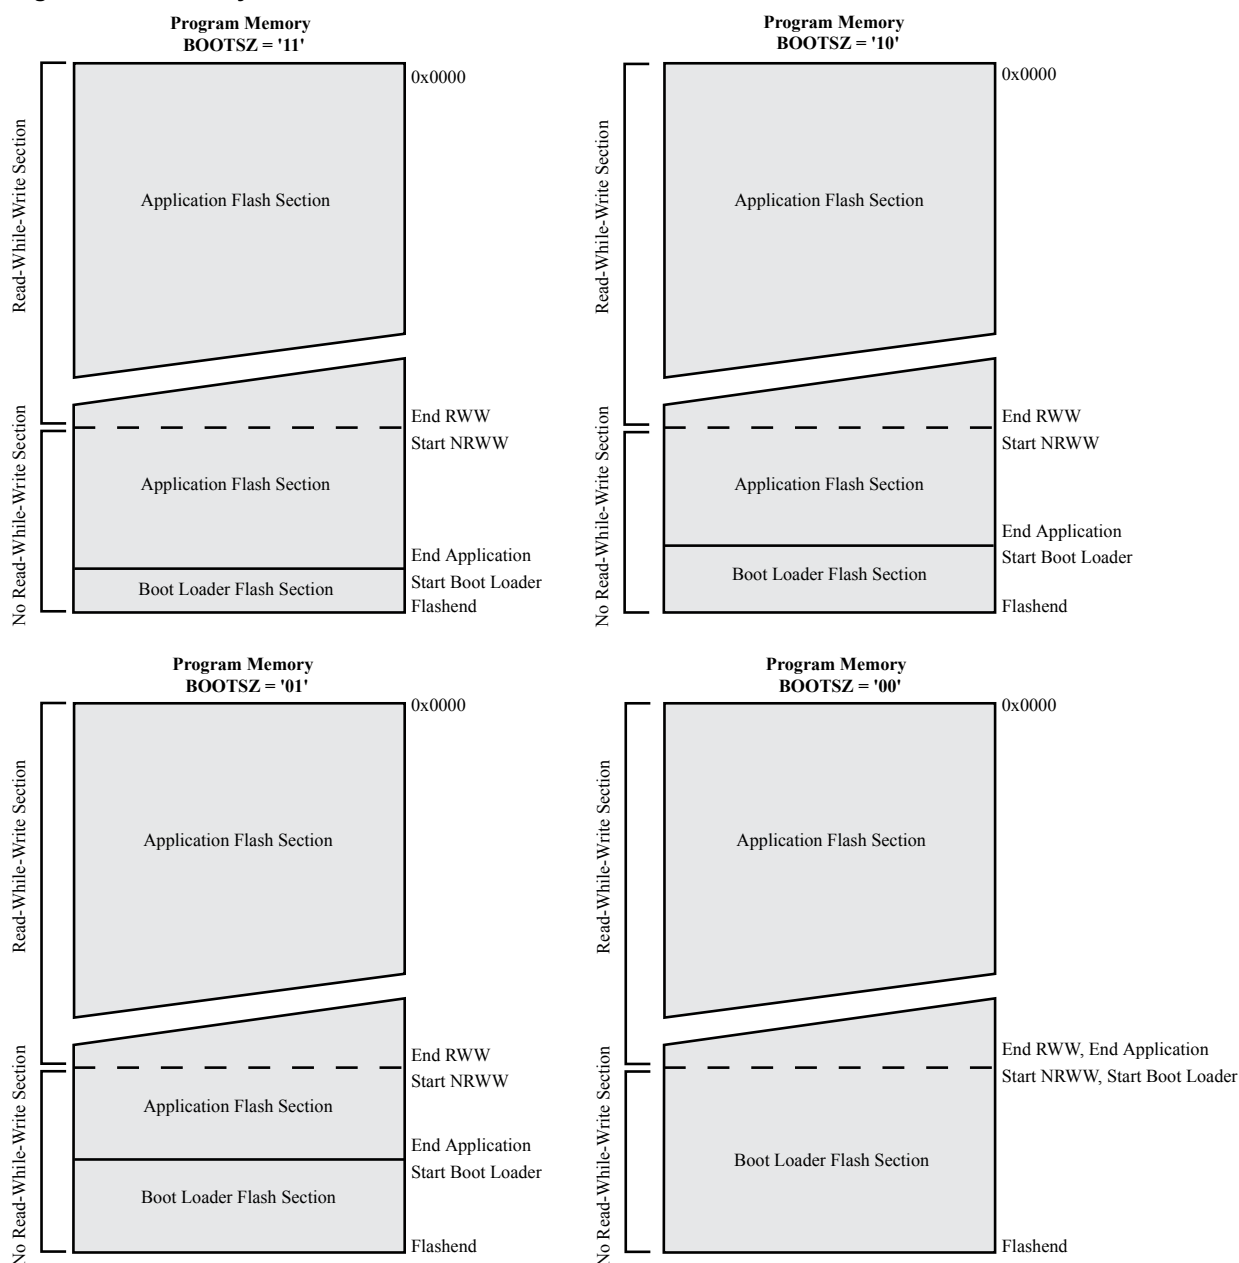 Program Memory
BOOTSZ = '11'
0x0000
Read-While-Write Section
Application Flash Section
End RWW
Start NRWW
No Read-While-Write Section
Application Flash Section
End Application
Start Boot Loader
Boot Loader Flash Section
Flashend
Program Memory
BOOTSZ = '10'
0x0000
Read-While-Write Section
Application Flash Section
End RWW
Start NRWW
No Read-While-Write Section
Application Flash Section
End Application
Start Boot Loader
Boot Loader Flash Section
Flashend
Program Memory
BOOTSZ = '01'
0x0000
Read-While-Write Section
Application Flash Section
End RWW
Start NRWW
No Read-While-Write Section
Application Flash Section
End Application
Start Boot Loader
Boot Loader Flash Section
Flashend
Program Memory
BOOTSZ = '00'
0x0000
Read-While-Write Section
Application Flash Section
End RWW, End Application
Start NRWW, Start Boot Loader
No Read-While-Write Section
Boot Loader Flash Section
Flashend